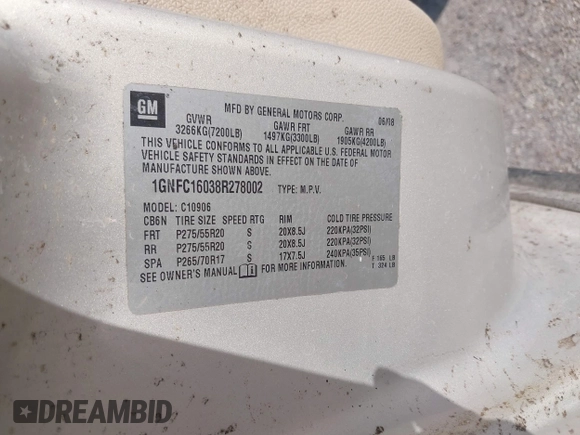 GM
MFD BY GENERAL MOTORS CORP. 06/08
GVWR GAWR FRT GAWR RR
3266KG(7200LB) 1497KG(3300LB) 1905KG(4200LB)
THIS VEHICLE CONFORMS TO ALL APPLICABLE U.S. FEDERAL MOTOR
VEHICLE SAFETY STANDARDS IN EFFECT ON THE DATE OF
MANUFACTURE SHOWN ABOVE.
1GNFC16038R278002 TYPE: M.P.V.
MODEL: C10906
CB6N TIRE SIZE SPEED RTG RIM COLD TIRE PRESSURE
FRT P275/55R20 S 20X8.5J 220KPA(32PSI)
RR P275/55R20 S 20X8.5J 220KPA(32PSI)
SPA P265/70R17 S 17X7.5J 240KPA(35PSI)
SEE OWNER'S MANUAL FOR MORE INFORMATION.
F 165 LB
T 324 LB
DREAMBID